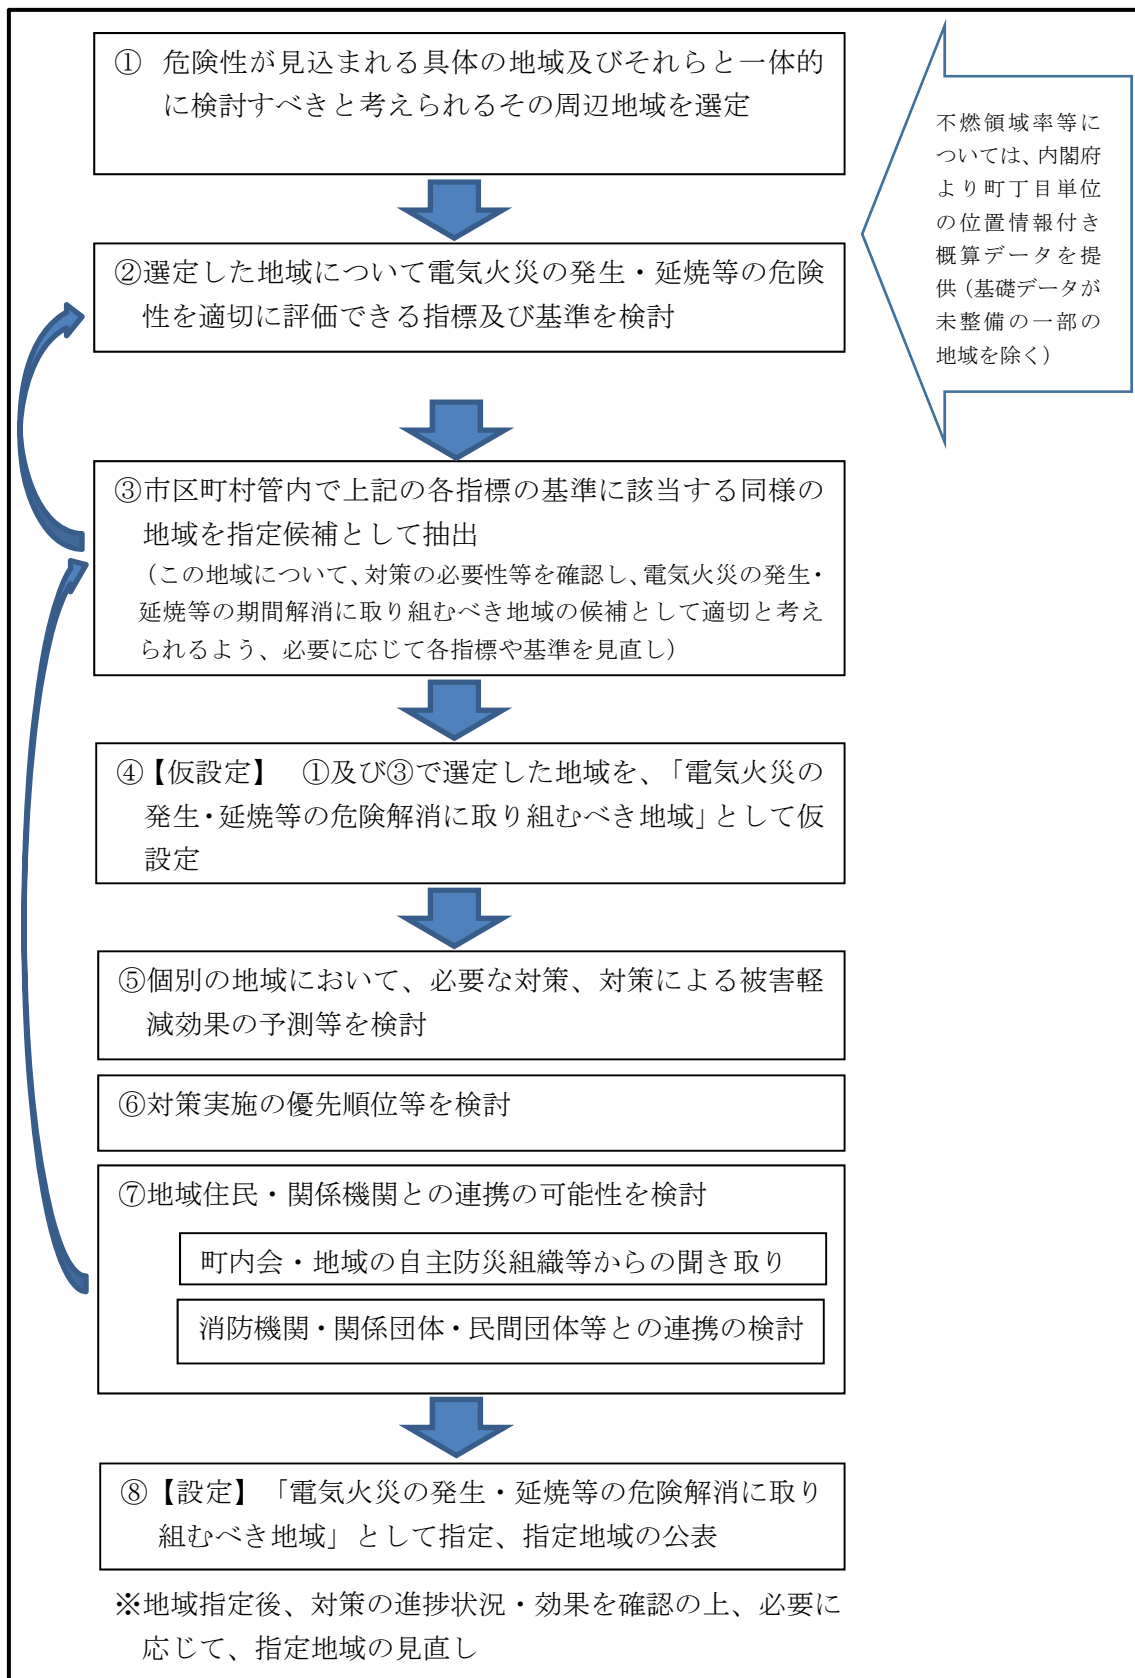 ① 危険性が見込まれる具体の地域及びそれらと一体的
に検討すべきと考えられるその周辺地域を選定
不燃領域率等に
ついては、内閣府
より町丁目単位
の位置情報付き
概算データを提
供（基礎データが
未整備の一部の
地域を除く）
②選定した地域について電気火災の発生・延焼等の危険
性を適切に評価できる指標及び基準を検討
③市区町村管内で上記の各指標の基準に該当する同様の
地域を指定候補として抽出
（この地域について、対策の必要性等を確認し、電気火災の発生・
延焼等の期間解消に取り組むべき地域の候補として適切と考え
られるよう、必要に応じて各指標や基準を見直し）
④【仮設定】 ①及び③で選定した地域を、「電気火災の
発生・延焼等の危険解消に取り組むべき地域」として仮
設定
⑤個別の地域において、必要な対策、対策による被害軽
減効果の予測等を検討
⑥対策実施の優先順位等を検討
⑦地域住民・関係機関との連携の可能性を検討
町内会・地域の自主防災組織等からの聞き取り
消防機関・関係団体・民間団体等との連携の検討
⑧【設定】「電気火災の発生・延焼等の危険解消に取り
組むべき地域」として指定、指定地域の公表
※地域指定後、対策の進捗状況・効果を確認の上、必要に
応じて、指定地域の見直し